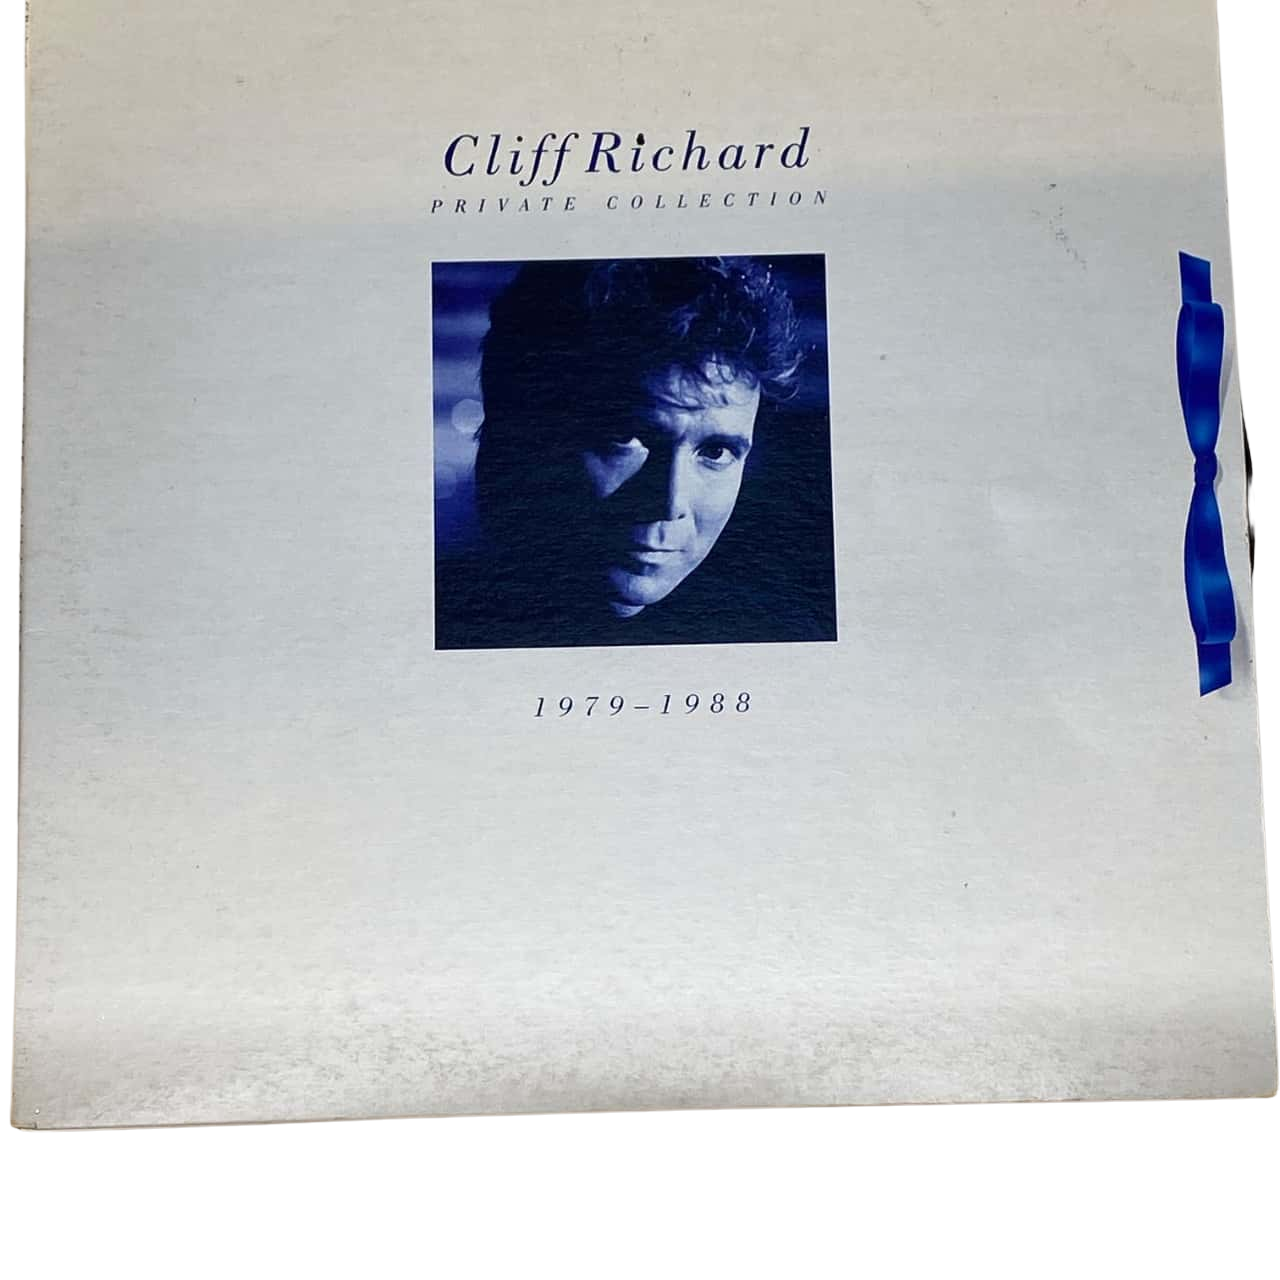 Cliff Richard
PRIVATE COLLECTION
1979–1988